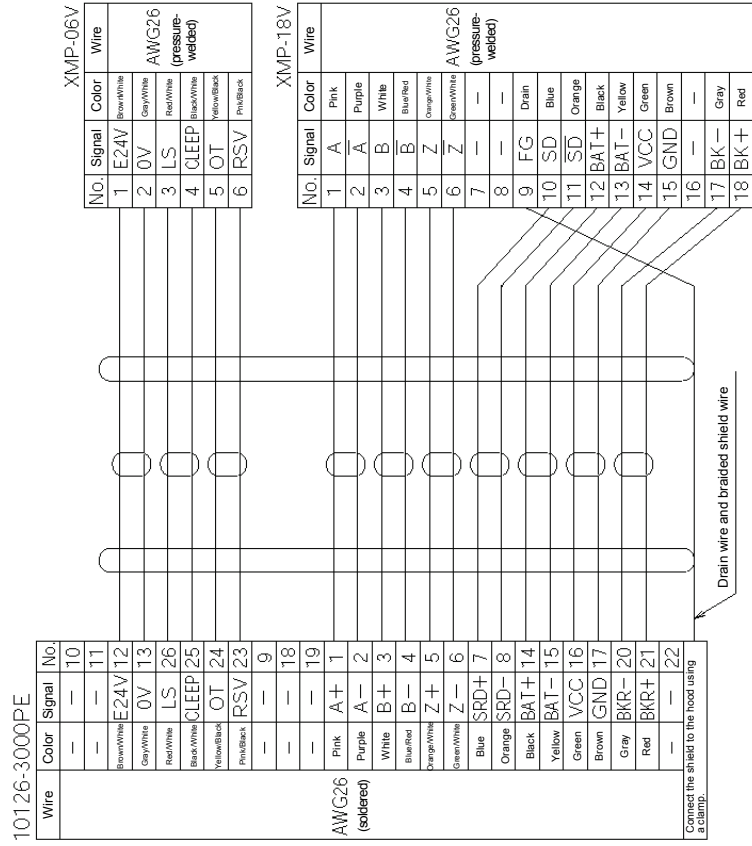 10126-3000PE
Wire Color Signal No.
AWG26
(soldered)
— — 10
— — 11
Brown/White E24V 12
Gray/White 0V 13
Red/White LS 26
Black/White CLEEP 25
Yellow/Black OT 24
Pink/Black RSV 23
— — 9
— — 18
— — 19
Pink A+ 1
Purple A− 2
White B+ 3
Blue/Red B− 4
Orange/White Z+ 5
Green/White Z− 6
Blue SRD+ 7
Orange SRD− 8
Black BAT+ 14
Yellow BAT− 15
Green VCC 16
Brown GND 17
Gray BKR− 20
Red BKR+ 21
— — 22
Connect the shield to the hood using
a clamp.
Drain wire and braided shield wire
XMP-06V
No. Signal Color Wire
1 E24V Brown/White
2 0V Gray/White
3 LS Red/White
4 CLEEP Black/White
5 OT Yellow/Black
6 RSV Pink/Black
AWG26
(pressure-
welded)
XMP-18V
No. Signal Color Wire
1 A Pink
2 A̅ Purple
3 B White
4 B̅ Blue/Red
5 Z Orange/White
6 Z̅ Green/White
7 — —
8 — —
9 FG Drain
10 SD Blue
11 S̅D̅ Orange
12 BAT+ Black
13 BAT− Yellow
14 VCC Green
15 GND Brown
16 — —
17 BK− Gray
18 BK+ Red
AWG26
(pressure-
welded)